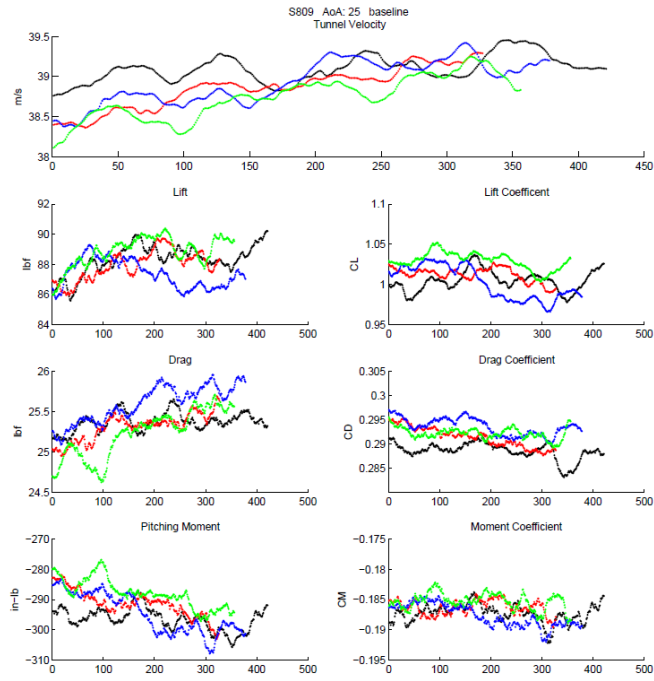 S809 AoA: 25 baseline
Tunnel Velocity
39.5
39
38.5
38
m/s
0 50 100 150 200 250 300 350 400 450
Lift
92
90
88
86
84
lbf
0 100 200 300 400 500
Lift Coefficent
1.1
1.05
1
0.95
CL
0 100 200 300 400 500
Drag
26
25.5
25
24.5
lbf
0 100 200 300 400 500
Drag Coefficient
0.305
0.3
0.295
0.29
0.285
CD
0 100 200 300 400 500
Pitching Moment
−270
−280
−290
−300
−310
in−lb
0 100 200 300 400 500
Moment Coefficient
−0.175
−0.18
−0.185
−0.19
−0.195
CM
0 100 200 300 400 500